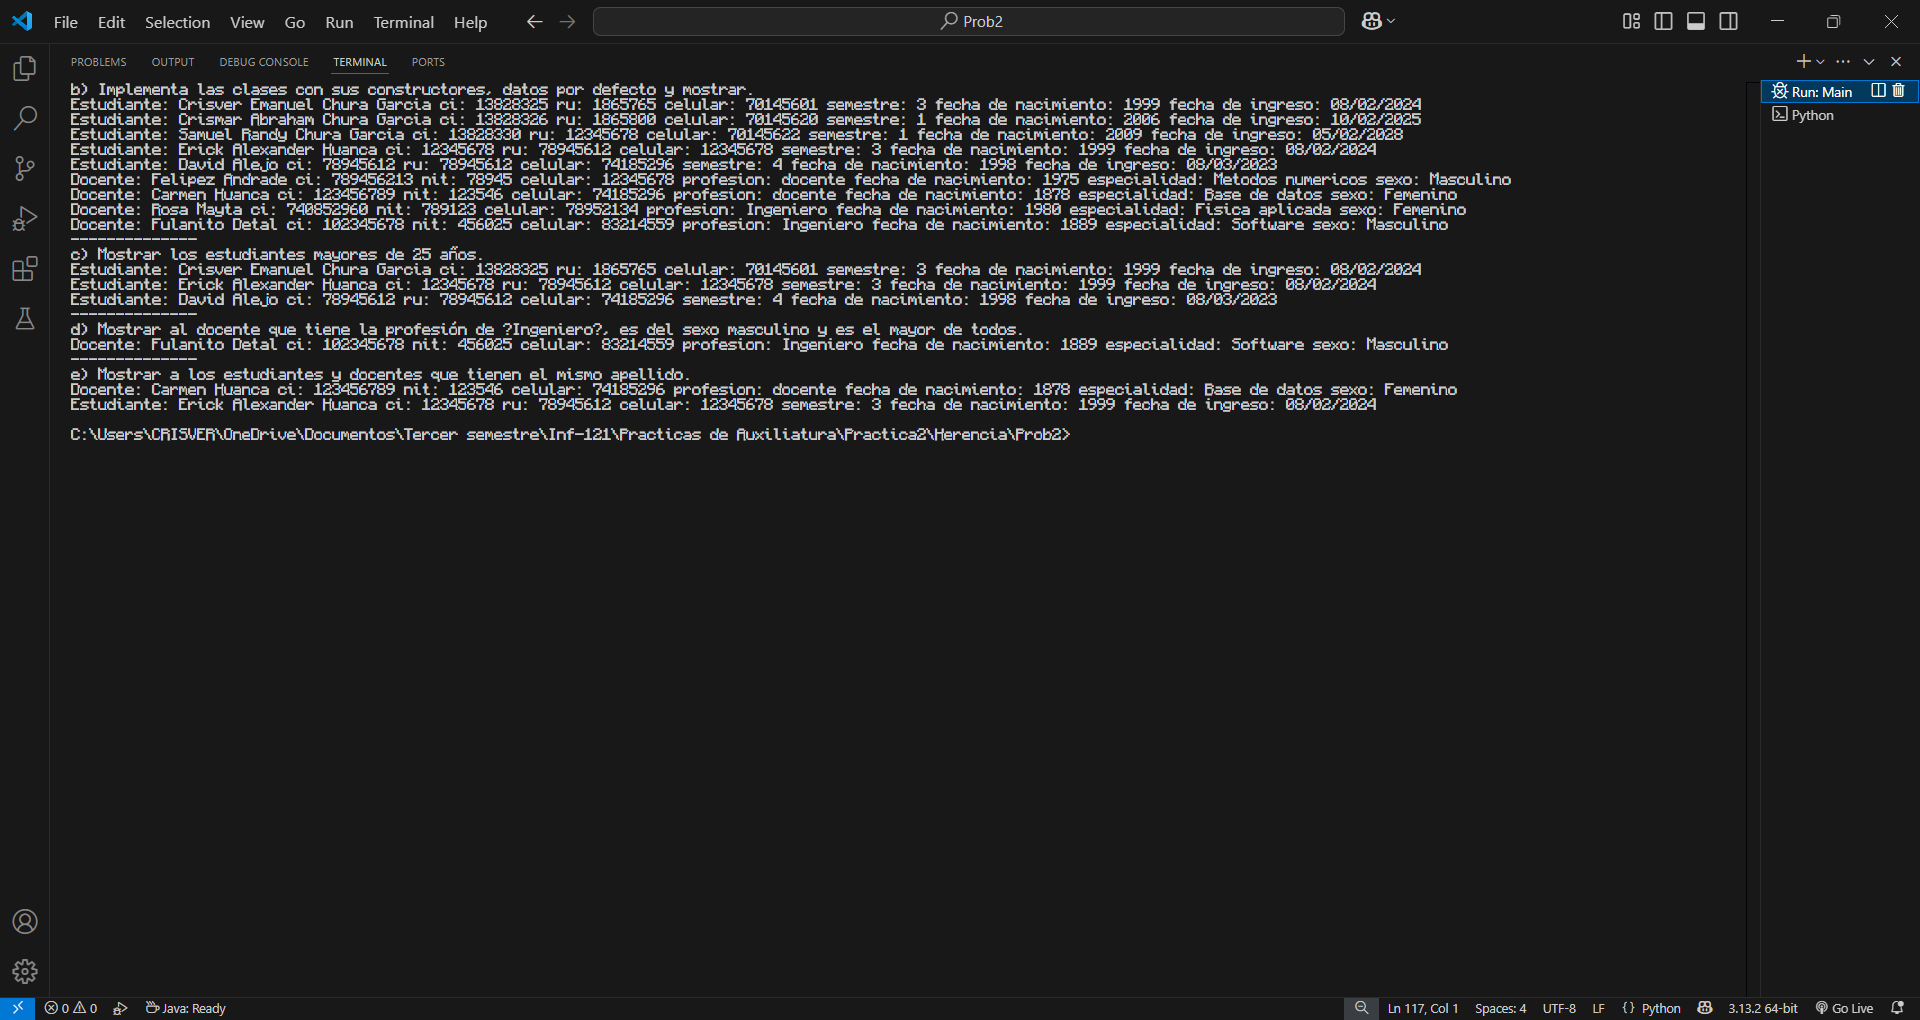 File Edit Selection View Go Run Terminal Help
Prob2
PROBLEMS OUTPUT DEBUG CONSOLE TERMINAL PORTS
Run: Main
Python
b) Implementa las clases con sus constructores, datos por defecto y mostrar.
Estudiante: Crisver Emanuel Chura Garcia ci: 13828325 ru: 1865765 celular: 70145601 semestre: 3 fecha de nacimiento: 1999 fecha de ingreso: 08/02/2024
Estudiante: Crismar Abraham Chura Garcia ci: 13828326 ru: 1865800 celular: 70145620 semestre: 1 fecha de nacimiento: 2006 fecha de ingreso: 10/02/2025
Estudiante: Samuel Randy Chura Garcia ci: 13828330 ru: 12345678 celular: 70145622 semestre: 1 fecha de nacimiento: 2009 fecha de ingreso: 05/02/2028
Estudiante: Erick Alexander Huanca ci: 12345678 ru: 78945612 celular: 12345678 semestre: 3 fecha de nacimiento: 1999 fecha de ingreso: 08/02/2024
Estudiante: David Alejo ci: 78945612 ru: 78945612 celular: 74185296 semestre: 4 fecha de nacimiento: 1998 fecha de ingreso: 08/03/2023
Docente: Felipez Andrade ci: 789456213 nit: 78945 celular: 12345678 profesion: docente fecha de nacimiento: 1975 especialidad: Metodos numericos sexo: Masculino
Docente: Carmen Huanca ci: 123456789 nit: 123546 celular: 74185296 profesion: docente fecha de nacimiento: 1878 especialidad: Base de datos sexo: Femenino
Docente: Rosa Mayta ci: 740852960 nit: 789123 celular: 78952134 profesion: Ingeniero fecha de nacimiento: 1980 especialidad: Fisica aplicada sexo: Femenino
Docente: Fulanito Detal ci: 102345678 nit: 456025 celular: 83214559 profesion: Ingeniero fecha de nacimiento: 1889 especialidad: Software sexo: Masculino
--------------
c) Mostrar los estudiantes mayores de 25 años.
Estudiante: Crisver Emanuel Chura Garcia ci: 13828325 ru: 1865765 celular: 70145601 semestre: 3 fecha de nacimiento: 1999 fecha de ingreso: 08/02/2024
Estudiante: Erick Alexander Huanca ci: 12345678 ru: 78945612 celular: 12345678 semestre: 3 fecha de nacimiento: 1999 fecha de ingreso: 08/02/2024
Estudiante: David Alejo ci: 78945612 ru: 78945612 celular: 74185296 semestre: 4 fecha de nacimiento: 1998 fecha de ingreso: 08/03/2023
--------------
d) Mostrar al docente que tiene la profesión de ?Ingeniero?, es del sexo masculino y es el mayor de todos.
Docente: Fulanito Detal ci: 102345678 nit: 456025 celular: 83214559 profesion: Ingeniero fecha de nacimiento: 1889 especialidad: Software sexo: Masculino
--------------
e) Mostrar a los estudiantes y docentes que tienen el mismo apellido.
Docente: Carmen Huanca ci: 123456789 nit: 123546 celular: 74185296 profesion: docente fecha de nacimiento: 1878 especialidad: Base de datos sexo: Femenino
Estudiante: Erick Alexander Huanca ci: 12345678 ru: 78945612 celular: 12345678 semestre: 3 fecha de nacimiento: 1999 fecha de ingreso: 08/02/2024
C:\Users\CRISVER\OneDrive\Documentos\Tercer semestre\Inf-121\Practicas de Auxiliatura\Practica2\Herencia\Prob2>
0 0 Java: Ready Ln 117, Col 1 Spaces: 4 UTF-8 LF {} Python 3.13.2 64-bit Go Live